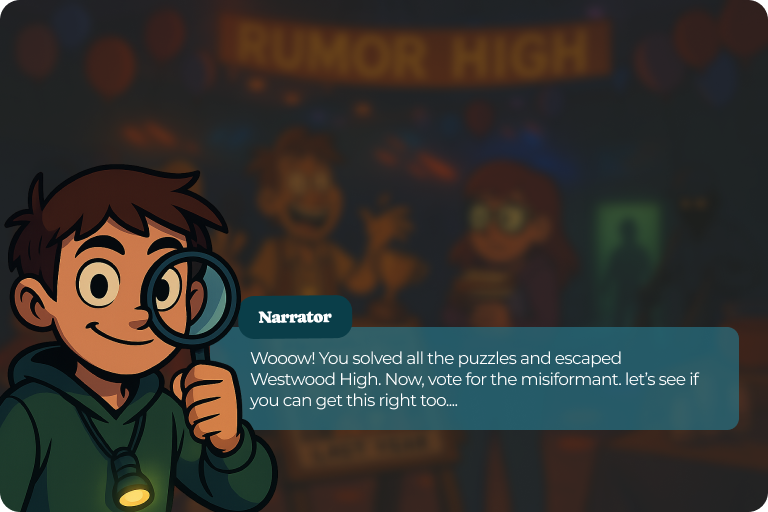 RUMOR HIGH
Narrator
Wooow! You solved all the puzzles and escaped
Westwood High. Now, vote for the misiformant. let's see if
you can get this right too....